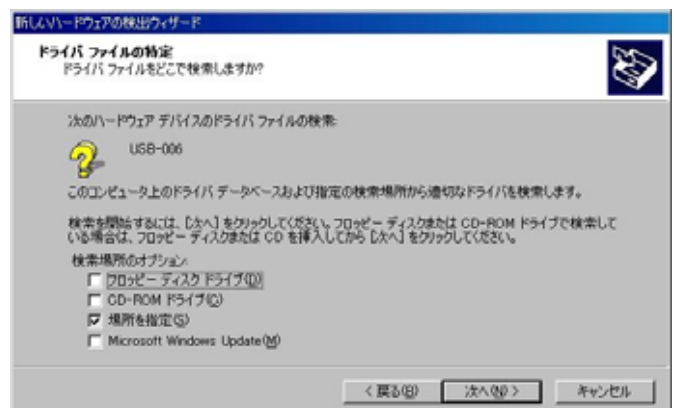 新しいハードウェアの検出ウィザード
ドライバ ファイルの特定
ドライバ ファイルをどこで検索しますか?
次のハードウェア デバイスのドライバ ファイルの検索:
USB-006
このコンピュータ上のドライバ データベースおよび指定の検索場所から適切なドライバを検索します。
検索を開始するには、[次へ] をクリックしてください。フロッピー ディスクまたは CD-ROM ドライブで検索して
いる場合は、フロッピー ディスクまたは CD を挿入してから [次へ] をクリックしてください。
検索場所のオプション:
フロッピー ディスク ドライブ(D)
CD-ROM ドライブ(C)
場所を指定(S)
Microsoft Windows Update(M)
< 戻る(B) 次へ(N) > キャンセル